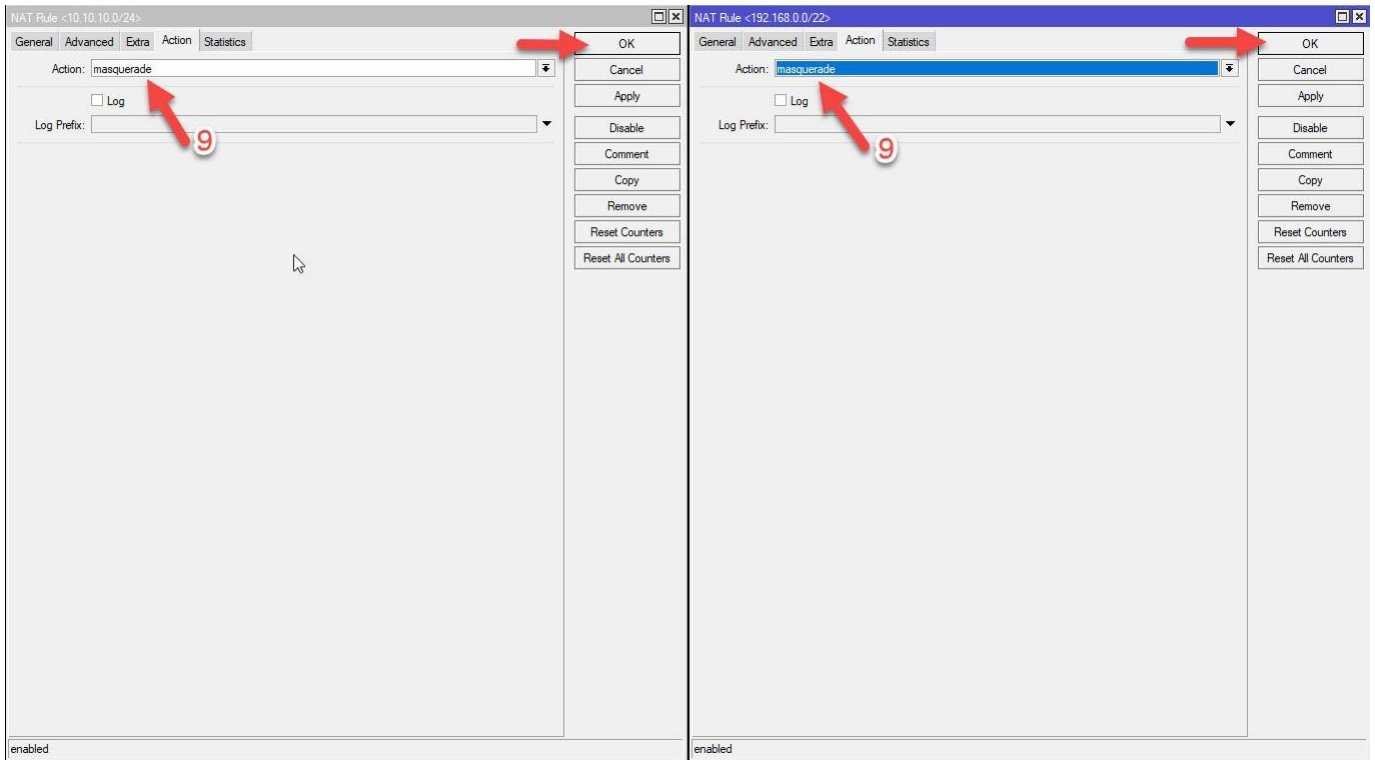 NAT Rule <10.10.10.0/24>
General Advanced Extra Action Statistics
Action: masquerade
Log
Log Prefix:
9
OK
Cancel
Apply
Disable
Comment
Copy
Remove
Reset Counters
Reset All Counters
enabled
NAT Rule <192.168.0.0/22>
General Advanced Extra Action Statistics
Action: masquerade
Log
Log Prefix:
9
OK
Cancel
Apply
Disable
Comment
Copy
Remove
Reset Counters
Reset All Counters
enabled